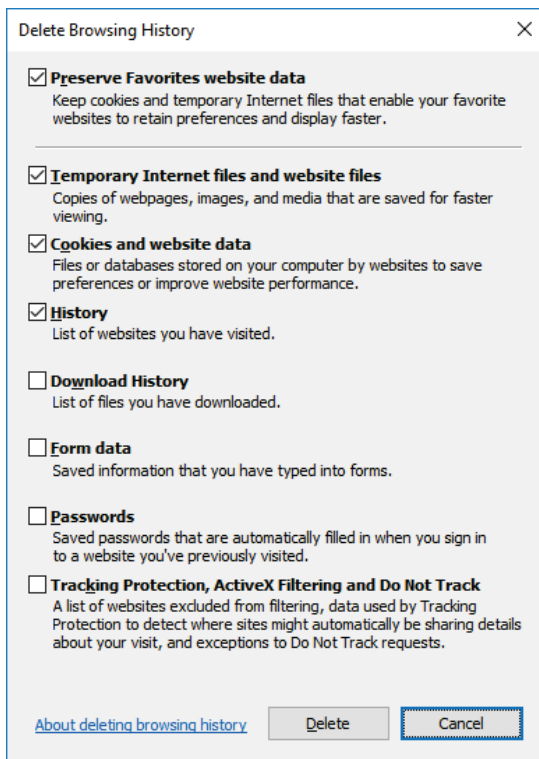 Delete Browsing History
Preserve Favorites website data
Keep cookies and temporary Internet files that enable your favorite
websites to retain preferences and display faster.
Temporary Internet files and website files
Copies of webpages, images, and media that are saved for faster
viewing.
Cookies and website data
Files or databases stored on your computer by websites to save
preferences or improve website performance.
History
List of websites you have visited.
Download History
List of files you have downloaded.
Form data
Saved information that you have typed into forms.
Passwords
Saved passwords that are automatically filled in when you sign in
to a website you've previously visited.
Tracking Protection, ActiveX Filtering and Do Not Track
A list of websites excluded from filtering, data used by Tracking
Protection to detect where sites might automatically be sharing details
about your visit, and exceptions to Do Not Track requests.
About deleting browsing history Delete Cancel